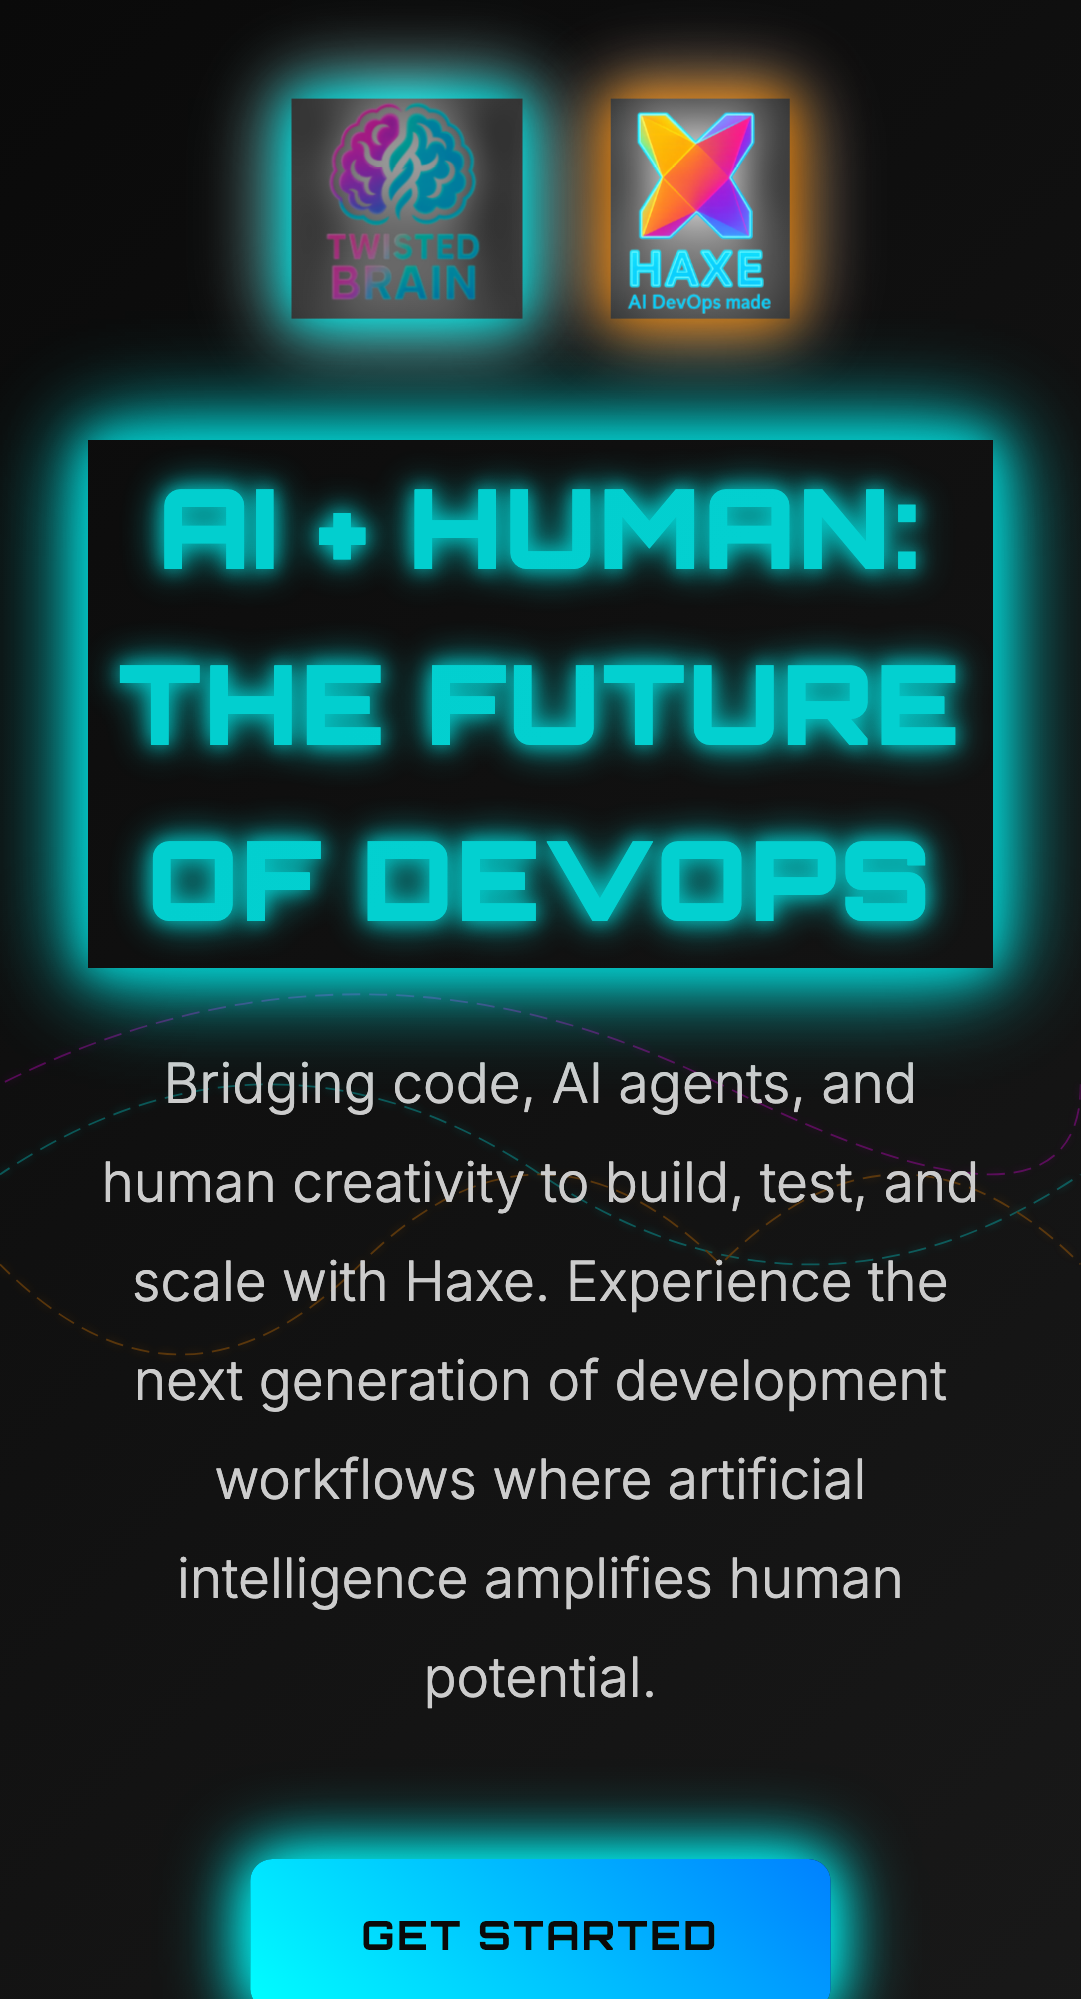 TWISTED
BRAIN
HAXE
AI DevOps made
AI + HUMAN:
THE FUTURE
OF DEVOPS
Bridging code, AI agents, and
human creativity to build, test, and
scale with Haxe. Experience the
next generation of development
workflows where artificial
intelligence amplifies human
potential.
GET STARTED